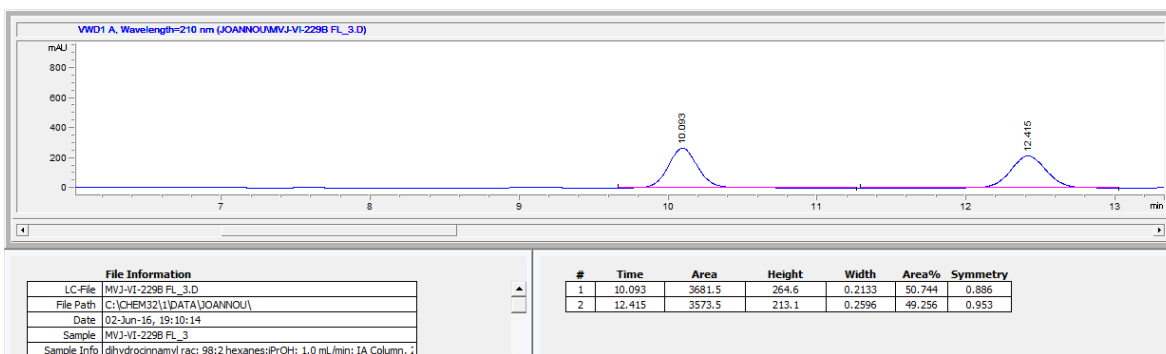 VWD1 A, Wavelength=210 nm (JOANNOU\MVJ-VI-229B FL_3.D)
mAU
800
600
400
200
0
10.093
12.415
7 8 9 10 11 12 13 min
File Information
LC-File MVJ-VI-229B FL_3.D
File Path C:\CHEM32\1\DATA\JOANNOU\
Date 02-Jun-16, 19:10:14
Sample MVJ-VI-229B FL_3
Sample Info dihydrocinnamyl rac; 98:2 hexanes:iPrOH; 1.0 mL/min; IA Column,
# Time Area Height Width Area% Symmetry
1 10.093 3681.5 264.6 0.2133 50.744 0.886
2 12.415 3573.5 213.1 0.2596 49.256 0.953